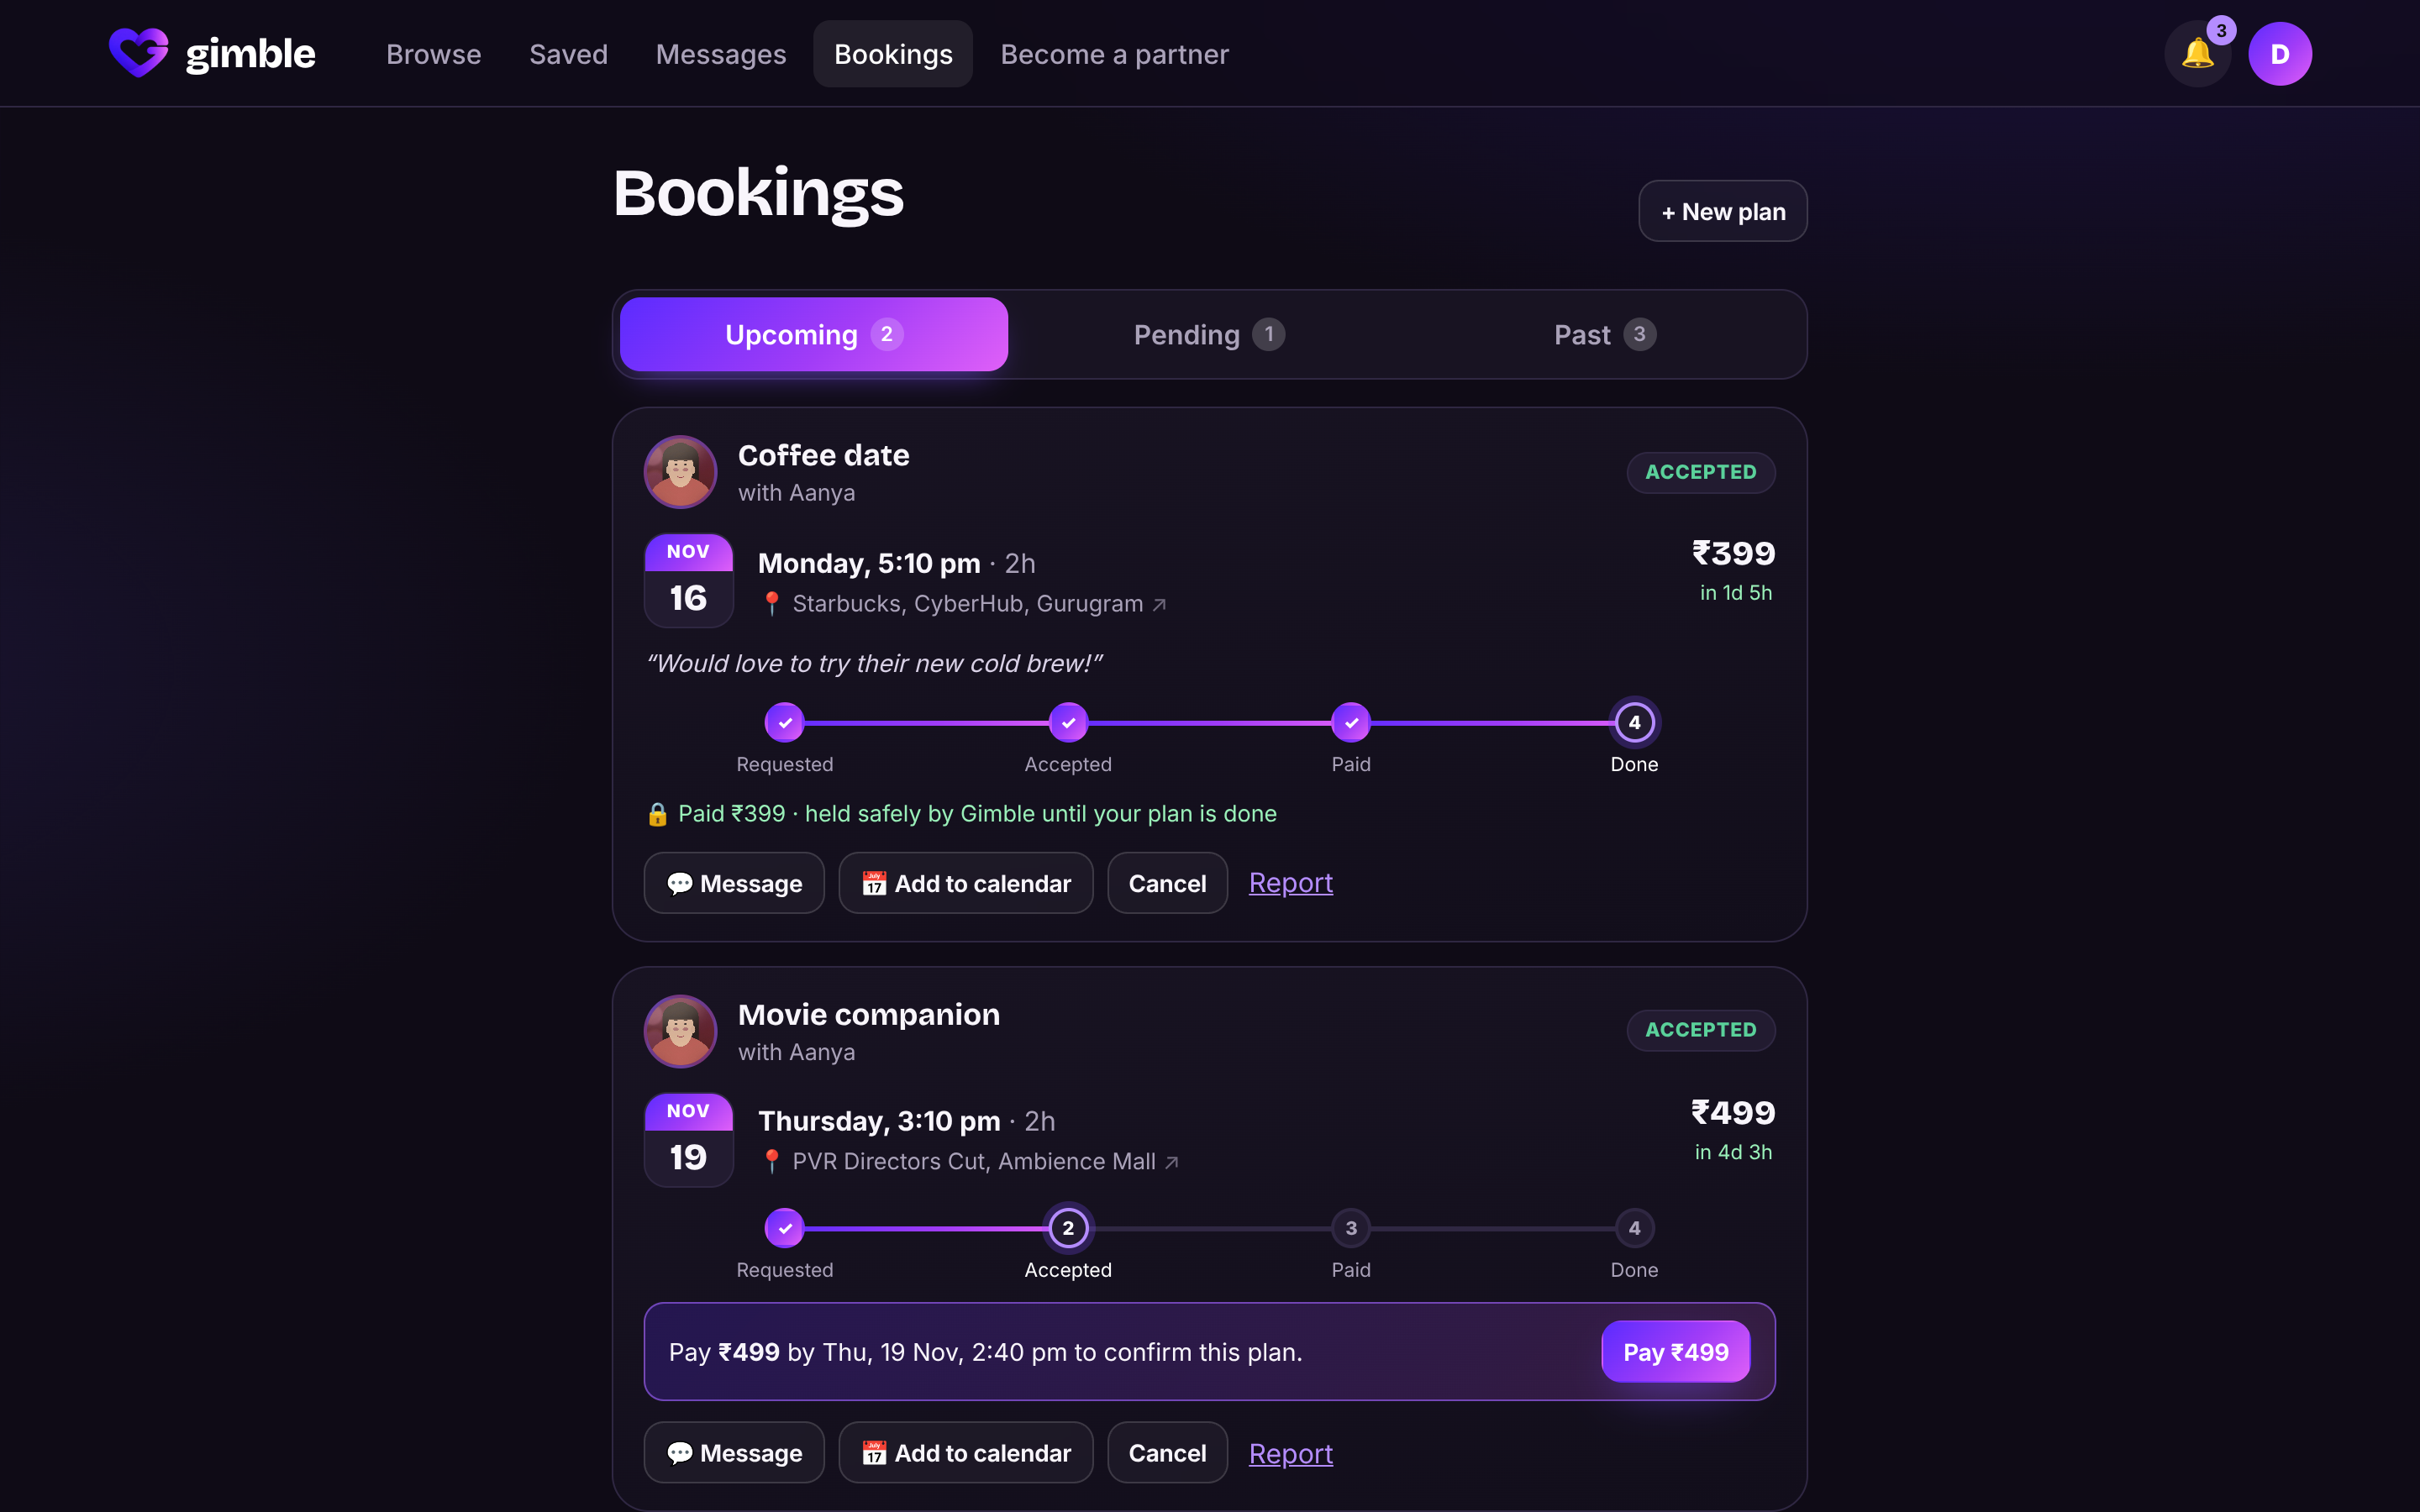 gimble Browse Saved Messages Bookings Become a partner 🔔 3 D
Bookings
+ New plan
Upcoming 2 Pending 1 Past 3
Coffee date
with Aanya
ACCEPTED
NOV
16
Monday, 5:10 pm · 2h
📍 Starbucks, CyberHub, Gurugram ↗
₹399
in 1d 5h
“Would love to try their new cold brew!”
✓ ✓ ✓ 4
Requested Accepted Paid Done
🔒 Paid ₹399 · held safely by Gimble until your plan is done
💬 Message 📅 Add to calendar Cancel Report
Movie companion
with Aanya
ACCEPTED
NOV
19
Thursday, 3:10 pm · 2h
📍 PVR Directors Cut, Ambience Mall ↗
₹499
in 4d 3h
✓ 2 3 4
Requested Accepted Paid Done
Pay ₹499 by Thu, 19 Nov, 2:40 pm to confirm this plan.
Pay ₹499
💬 Message 📅 Add to calendar Cancel Report